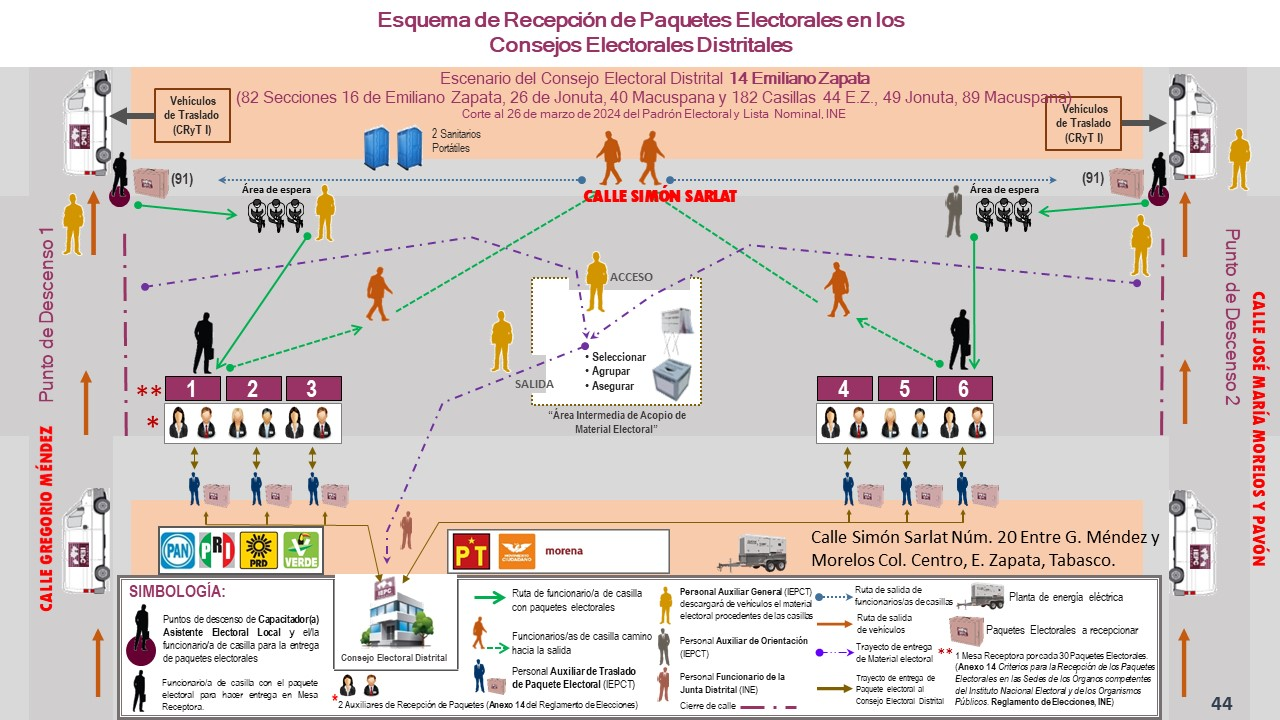 Esquema de Recepción de Paquetes Electorales en los
Consejos Electorales Distritales
Escenario del Consejo Electoral Distrital 14 Emiliano Zapata
(82 Secciones 16 de Emiliano Zapata, 26 de Jonuta, 40 Macuspana y 182 Casillas 44 E.Z., 49 Jonuta, 89 Macuspana)
Corte al 26 de marzo de 2024 del Padrón Electoral y Lista Nominal, INE
Vehículos
de Traslado
(CRyT I)
Vehículos
de Traslado
(CRyT I)
2 Sanitarios
Portátiles
IEPC
IEPC
(91)
(91)
Área de espera
Área de espera
CALLE SIMÓN SARLAT
Punto de Descenso 1
Punto de Descenso 2
CALLE GREGORIO MÉNDEZ
CALLE JOSÉ MARÍA MORELOS Y PAVÓN
ACCESO
• Seleccionar
• Agrupar
• Asegurar
SALIDA
“Área Intermedia de Acopio de
Material Electoral”
** 1 2 3
4 5 6
*
IEPC
IEPC
PAN
PRI
PRD
VERDE
PT
MOVIMIENTO
CIUDADANO
morena
Calle Simón Sarlat Núm. 20 Entre G. Méndez y
Morelos Col. Centro, E. Zapata, Tabasco.
SIMBOLOGÍA:
Puntos de descenso de Capacitador(a)
Asistente Electoral Local y el/la
funcionario/a de casilla para la entrega
de paquetes electorales
Funcionario/a de casilla con el paquete
electoral para hacer entrega en Mesa
Receptora.
IEPC
Consejo Electoral Distrital
*2 Auxiliares de Recepción de Paquetes (Anexo 14 del Reglamento de Elecciones)
Ruta de funcionario/a de casilla
con paquetes electorales
Funcionarios/as de casilla camino
hacia la salida
Personal Auxiliar de Traslado
de Paquete Electoral (IEPCT)
Personal Auxiliar General (IEPCT)
descargará de vehículos el material
electoral procedentes de las casillas
Personal Auxiliar de Orientación
(IEPCT)
Personal Funcionario de la
Junta Distrital (INE)
Cierre de calle
Ruta de salida de
funcionarios/as de casillas
Ruta de salida
de vehículos
Trayecto de entrega
de Material electoral
Trayecto de entrega de
Paquete electoral al
Consejo Electoral Distrital
Planta de energía eléctrica
Paquetes Electorales a recepcionar
** 1 Mesa Receptora por cada 30 Paquetes Electorales.
(Anexo 14 Criterios para la Recepción de los Paquetes
Electorales en las Sedes de los Órganos competentes
del Instituto Nacional Electoral y de los Organismos
Públicos. Reglamento de Elecciones, INE)
44